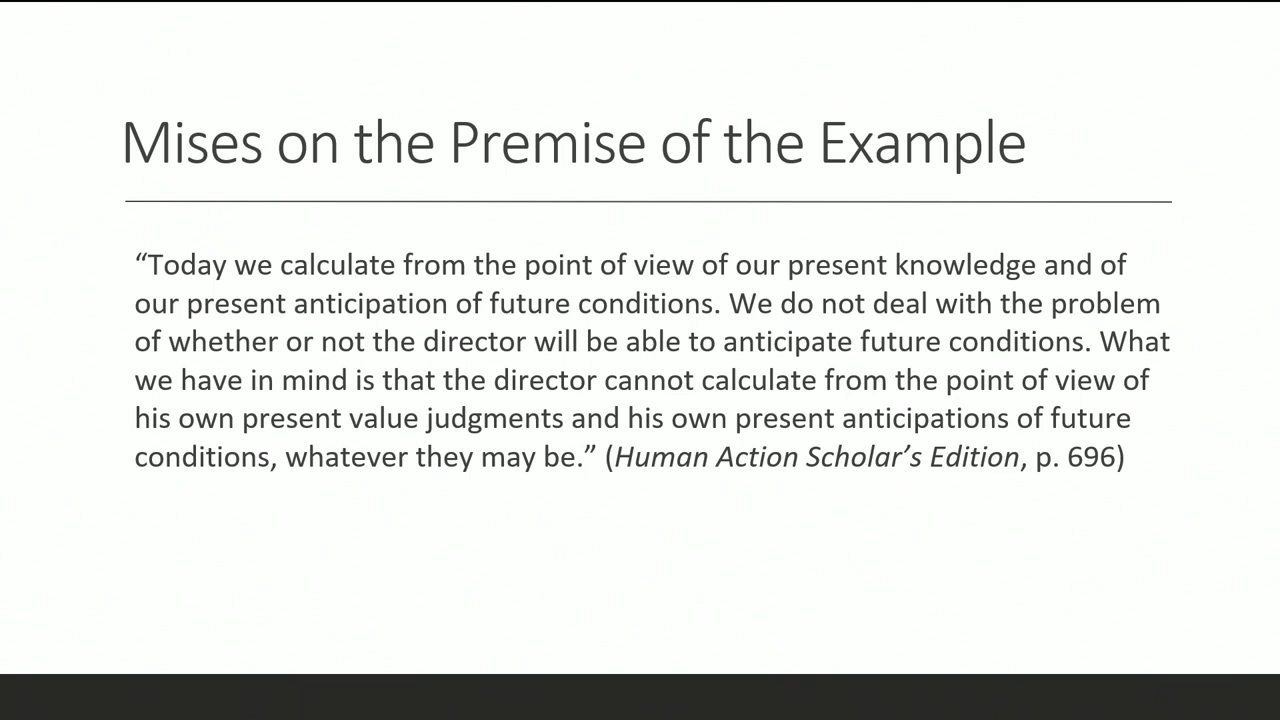 Mises on the Premise of the Example
“Today we calculate from the point of view of our present knowledge and of
our present anticipation of future conditions. We do not deal with the problem
of whether or not the director will be able to anticipate future conditions. What
we have in mind is that the director cannot calculate from the point of view of
his own present value judgments and his own present anticipations of future
conditions, whatever they may be.” (Human Action Scholar’s Edition, p. 696)